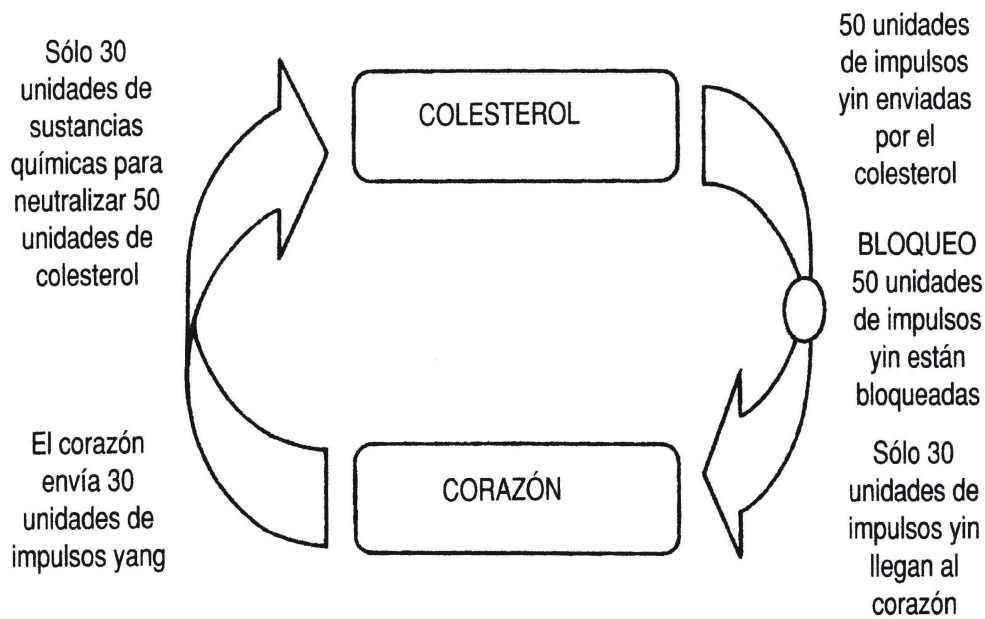 Sólo 30
unidades de
sustancias
químicas para
neutralizar 50
unidades de
colesterol
COLESTEROL
50 unidades
de impulsos
yin enviadas
por el
colesterol
BLOQUEO
50 unidades
de impulsos
yin están
bloqueadas
El corazón
envía 30
unidades de
impulsos yang
CORAZÓN
Sólo 30
unidades de
impulsos yin
llegan al
corazón